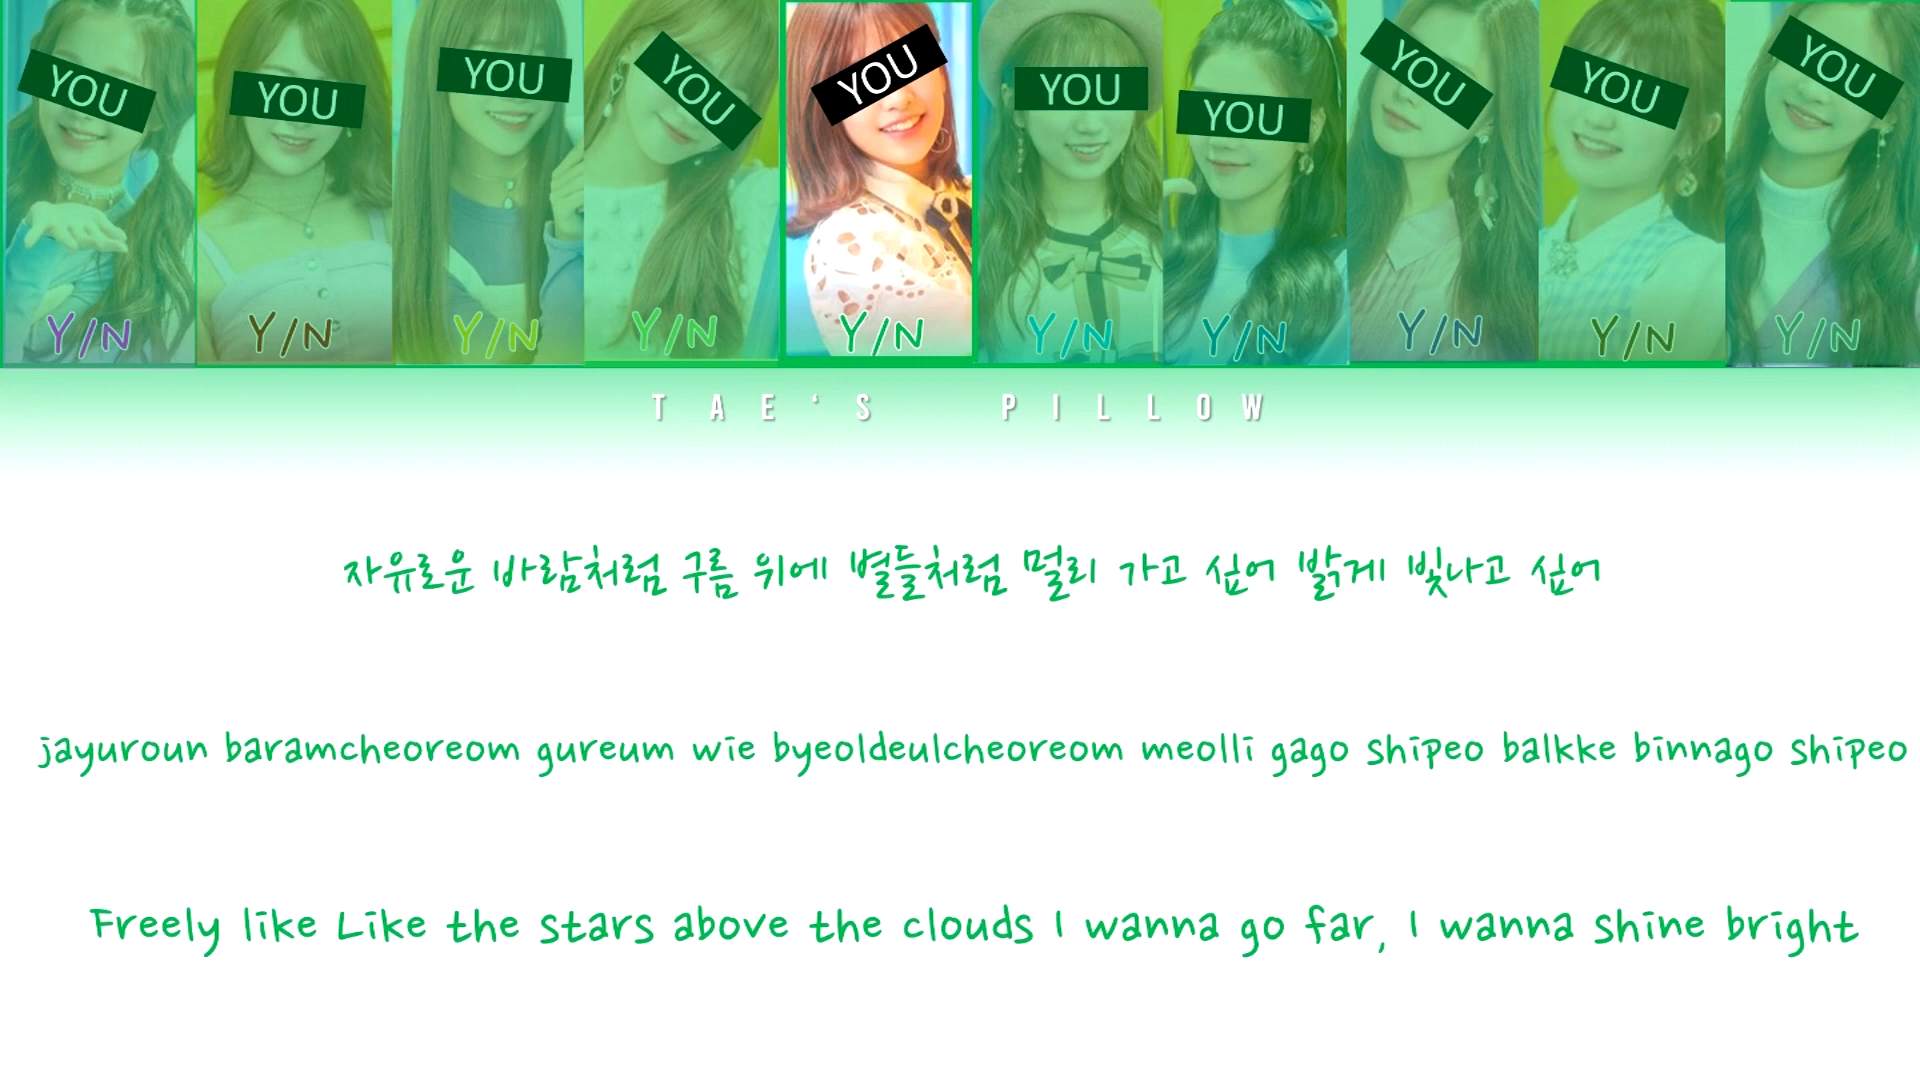 YOU YOU YOU YOU YOU YOU YOU YOU YOU YOU
Y/N Y/N Y/N Y/N Y/N Y/N Y/N Y/N Y/N Y/N
TAE‘S PILLOW
자유로운 바람처럼 구름 위에 별들처럼 멀리 가고 싶어 밝게 빛나고 싶어
jayuroun baramcheoreom gureum wie byeoldeulcheoreom meolli gago shipeo balkke binnago shipeo
Freely like Like the stars above the clouds I wanna go far, I wanna shine bright